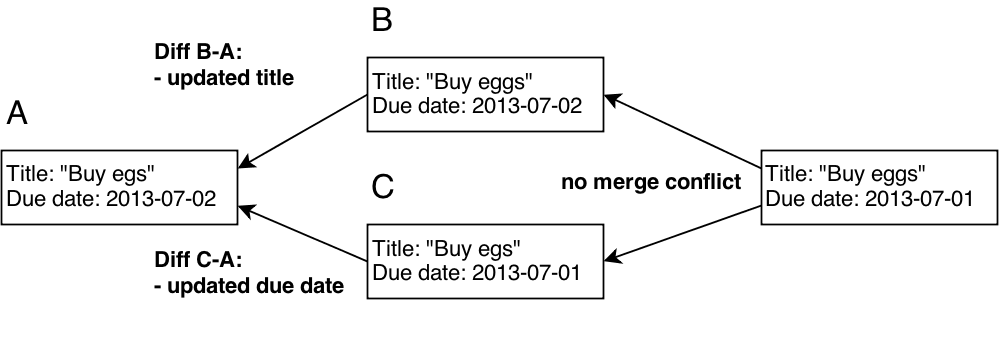 B
Diff B-A:
- updated title
Title: "Buy eggs"
Due date: 2013-07-02
A
Title: "Buy egs"
Due date: 2013-07-02
C
no merge conflict
Title: "Buy eggs"
Due date: 2013-07-01
Title: "Buy egs"
Due date: 2013-07-01
Diff C-A:
- updated due date